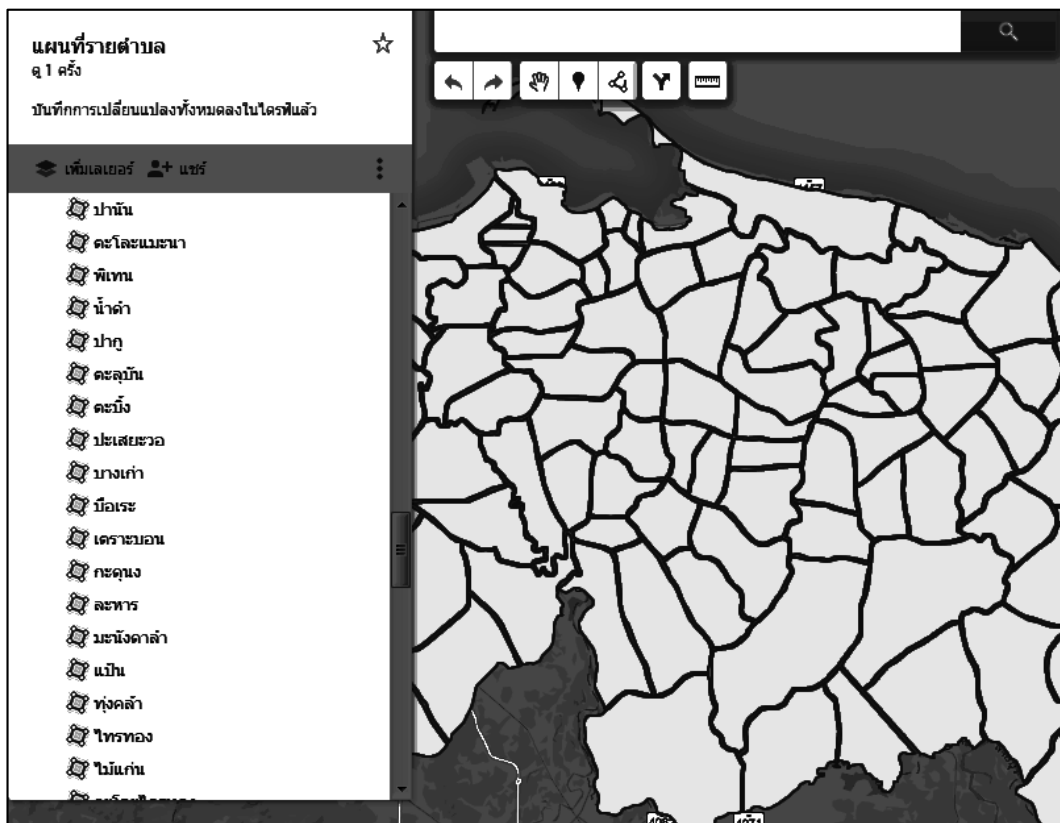 แผนที่รายตำบล
ดู 1 ครั้ง
บันทึกการเปลี่ยนแปลงทั้งหมดลงในไดรฟ์แล้ว
เพิ่มเลเยอร์ แชร์
ปานัน
ตะโละแมะนา
พิเทน
น้ำดำ
ปากู
ตะลุบัน
ตะบิ้ง
ปะเสยะวอ
บางเก่า
บือเระ
เตราะบอน
กะดุนง
ละหาร
มะนังดาลำ
แป้น
ทุ่งคล้า
ไทรทอง
ไม้แก่น
4071